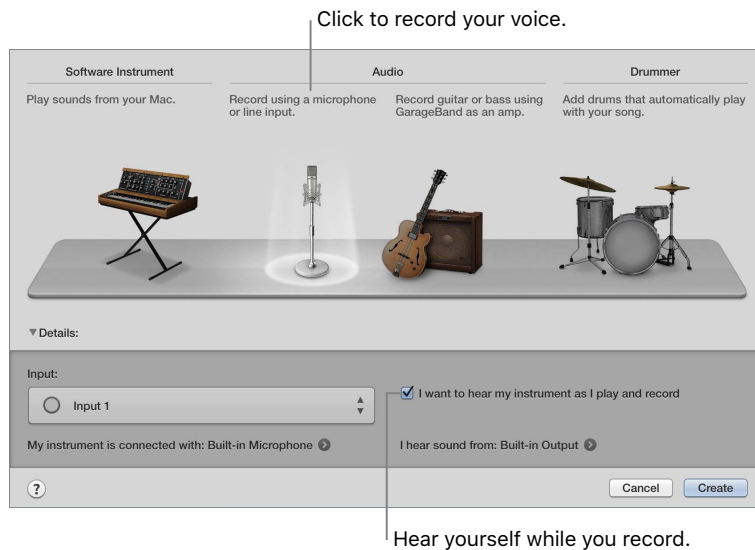 Click to record your voice.
Software Instrument
Audio
Drummer
Play sounds from your Mac.
Record using a microphone
or line input.
Record guitar or bass using
GarageBand as an amp.
Add drums that automatically play
with your song.
Details:
Input:
Input 1
I want to hear my instrument as I play and record
My instrument is connected with: Built-in Microphone
I hear sound from: Built-in Output
?
Cancel
Create
Hear yourself while you record.